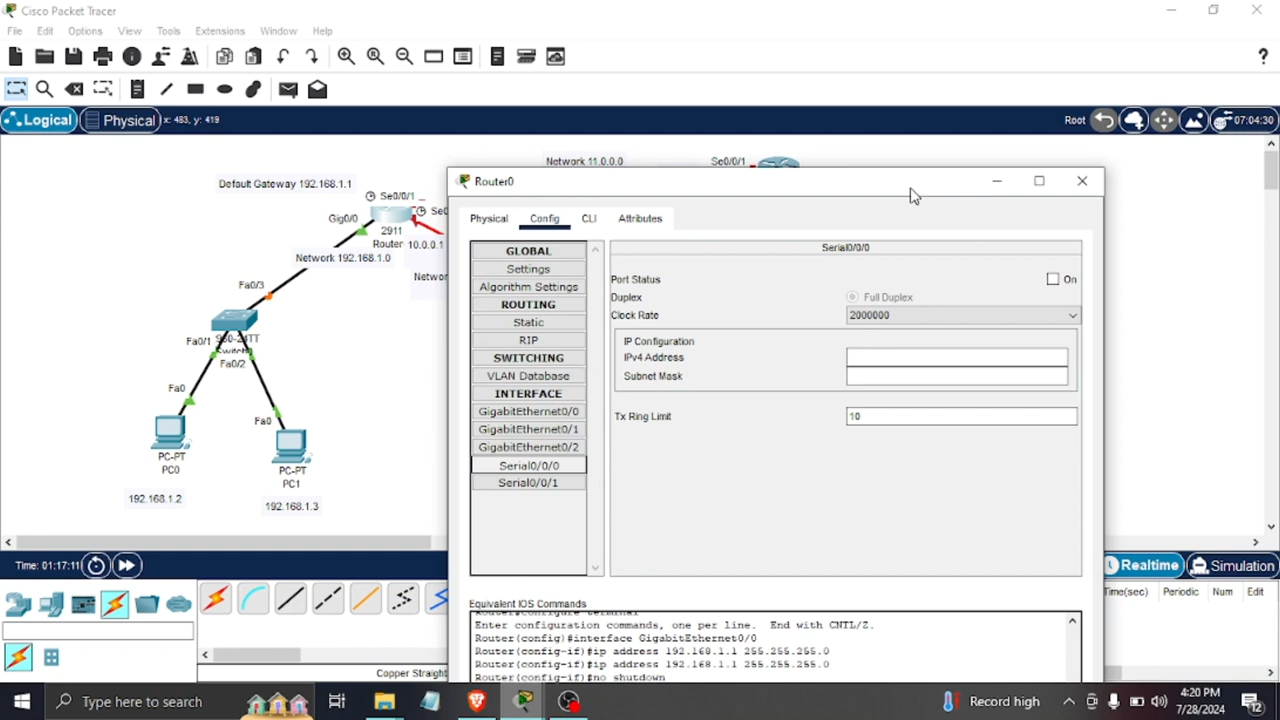 Cisco Packet Tracer
File Edit Options View Tools Extensions Window Help
Logical Physical x: 483, y: 419 Root 07:04:30
Network 11.0.0.0 Se0/0/1
Default Gateway 192.168.1.1
Se0/0/1
Gig0/0
2911
Router 10.0.0.1
Network 192.168.1.0
Fa0/3
Fa0/1
Fa0/2
Fa0
Fa0
PC-PT
PC0
PC-PT
PC1
192.168.1.2
192.168.1.3
Router0
Physical Config CLI Attributes
GLOBAL
Settings
Algorithm Settings
ROUTING
Static
RIP
SWITCHING
VLAN Database
INTERFACE
GigabitEthernet0/0
GigabitEthernet0/1
GigabitEthernet0/2
Serial0/0/0
Serial0/0/1
Serial0/0/0
Port Status On
Duplex Full Duplex
Clock Rate 2000000
IP Configuration
IPv4 Address
Subnet Mask
Tx Ring Limit 10
Equivalent IOS Commands
Enter configuration commands, one per line. End with CNTL/Z.
Router(config)#interface GigabitEthernet0/0
Router(config-if)#ip address 192.168.1.1 255.255.255.0
Router(config-if)#ip address 192.168.1.1 255.255.255.0
Router(config-if)#no shutdown
Time: 01:17:11 Realtime Simulation
Time(sec) Periodic Num Edit
Copper Straight
Type here to search
Record high
4:20 PM
7/28/2024
12